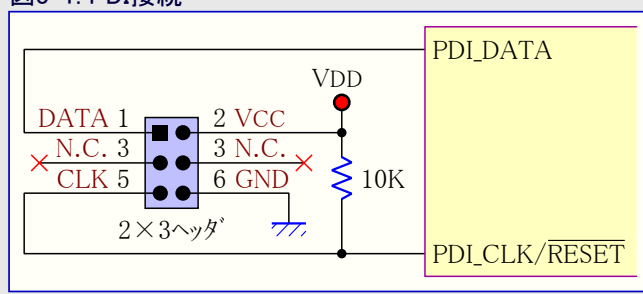 PDI_DATA
VDD
DATA 1
2 VCC
N.C. 3
3 N.C.
10K
CLK 5
6 GND
2×3ヘッダ
PDI_CLK/RESET